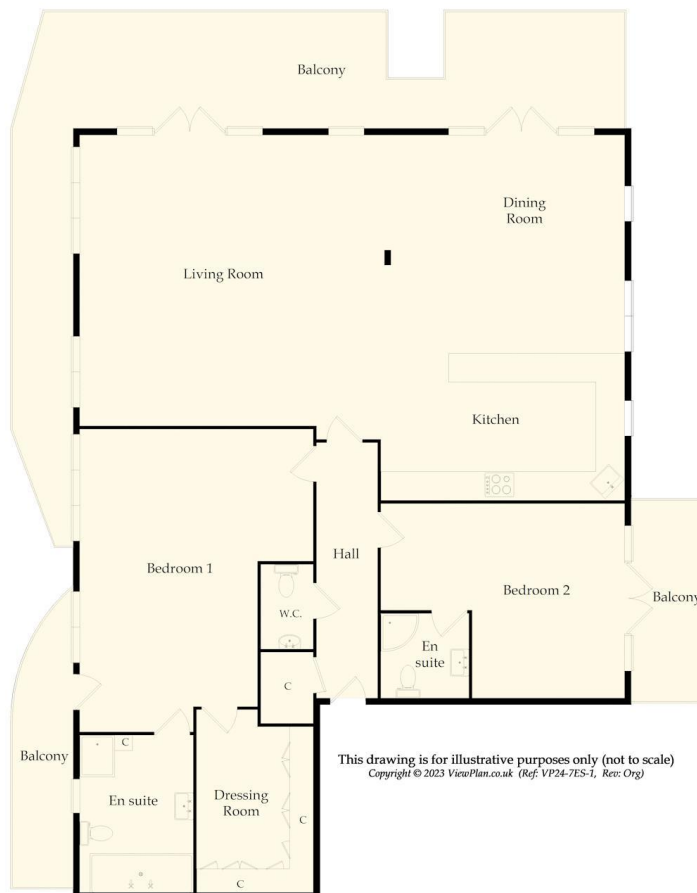 Balcony
Dining
Room
Living Room
Kitchen
Hall
Bedroom 1
Bedroom 2
Balcony
W.C.
En
suite
C
Balcony
C
En suite
Dressing
Room
C
C
This drawing is for illustrative purposes only (not to scale)
Copyright © 2023 ViewPlan.co.uk (Ref: VP24-7ES-1, Rev: Org)